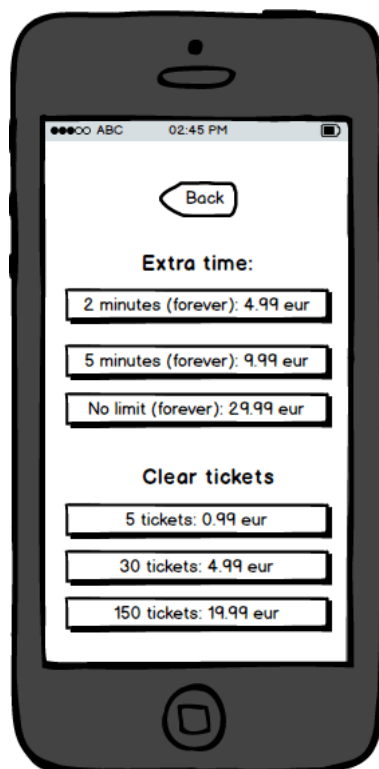 ABC 02:45 PM
Back
Extra time:
2 minutes (forever): 4.99 eur
5 minutes (forever): 9.99 eur
No limit (forever): 29.99 eur
Clear tickets
5 tickets: 0.99 eur
30 tickets: 4.99 eur
150 tickets: 19.99 eur